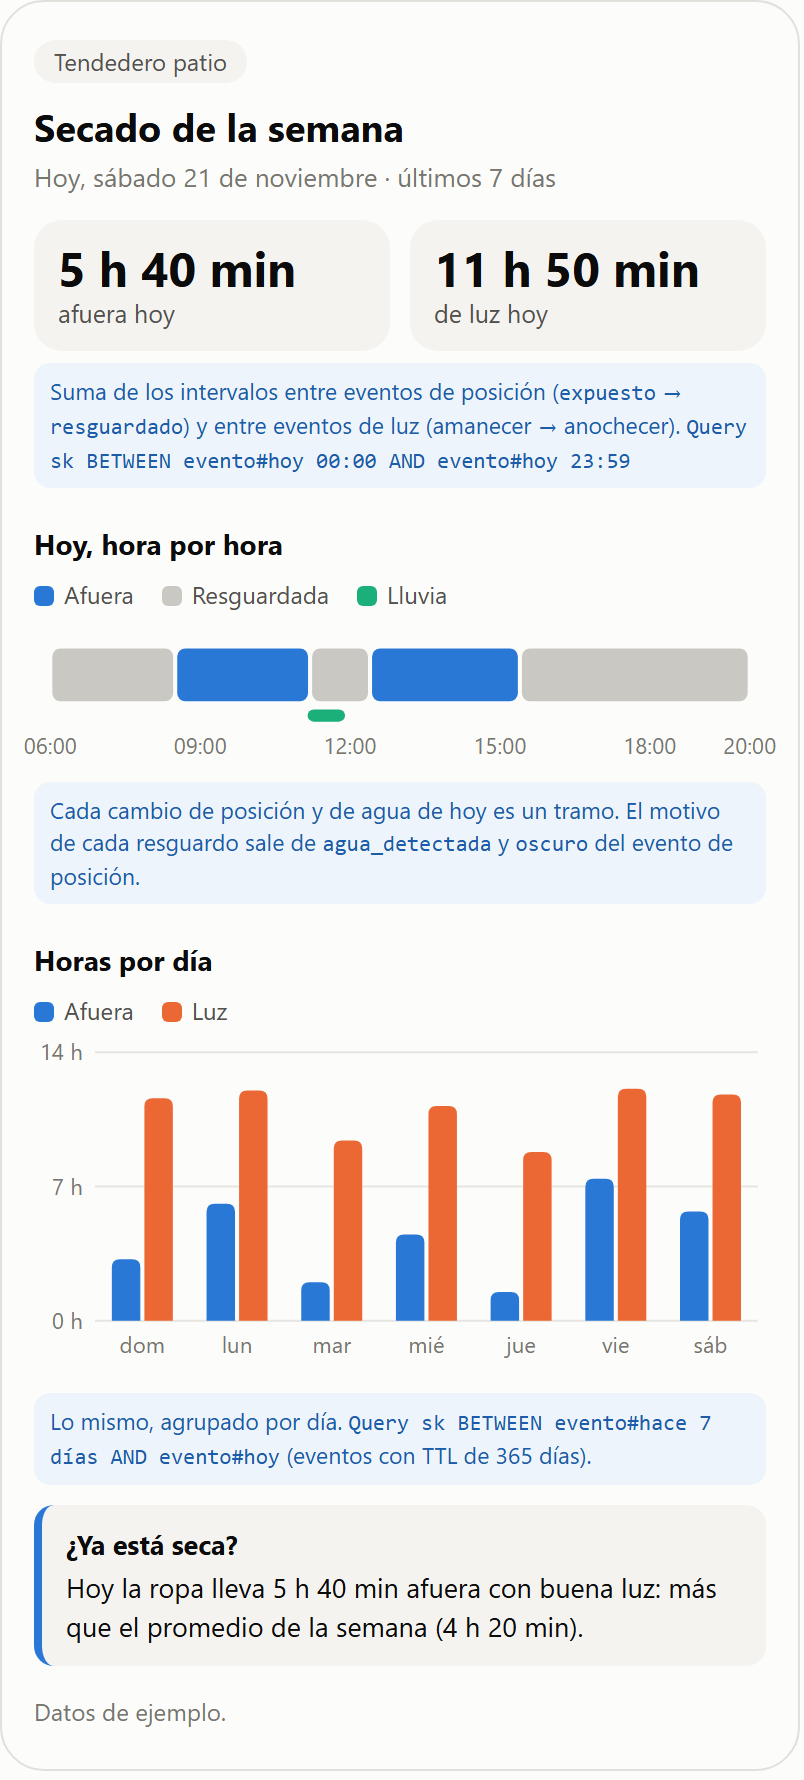 Tendedero patio
Secado de la semana
Hoy, sábado 21 de noviembre · últimos 7 días
5 h 40 min
afuera hoy
11 h 50 min
de luz hoy
Suma de los intervalos entre eventos de posición (expuesto →
resguardado) y entre eventos de luz (amanecer → anochecer). Query
sk BETWEEN evento#hoy 00:00 AND evento#hoy 23:59
Hoy, hora por hora
Afuera Resguardada Lluvia
06:00 09:00 12:00 15:00 18:00 20:00
Cada cambio de posición y de agua de hoy es un tramo. El motivo
de cada resguardo sale de agua_detectada y oscuro del evento de
posición.
Horas por día
Afuera Luz
14 h
7 h
0 h
dom lun mar mié jue vie sáb
Lo mismo, agrupado por día. Query sk BETWEEN evento#hace 7
días AND evento#hoy (eventos con TTL de 365 días).
¿Ya está seca?
Hoy la ropa lleva 5 h 40 min afuera con buena luz: más
que el promedio de la semana (4 h 20 min).
Datos de ejemplo.